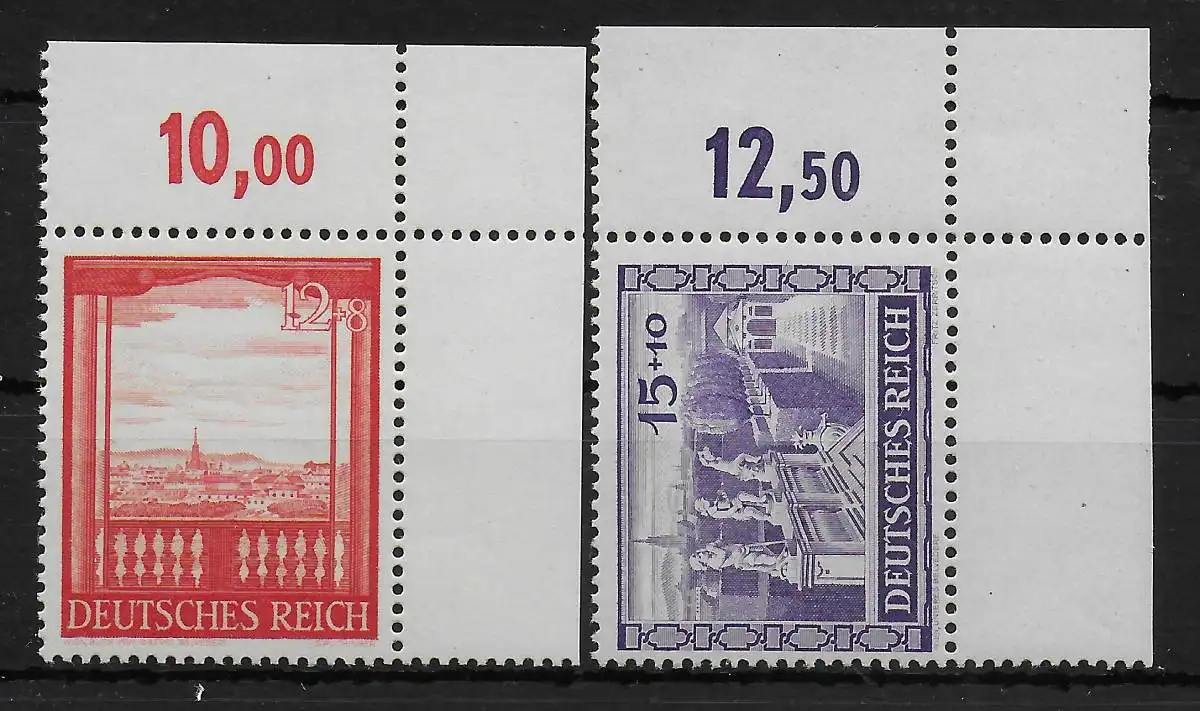 10,00
12,50
12+8
DEUTSCHES REICH
15+10
DEUTSCHES REICH